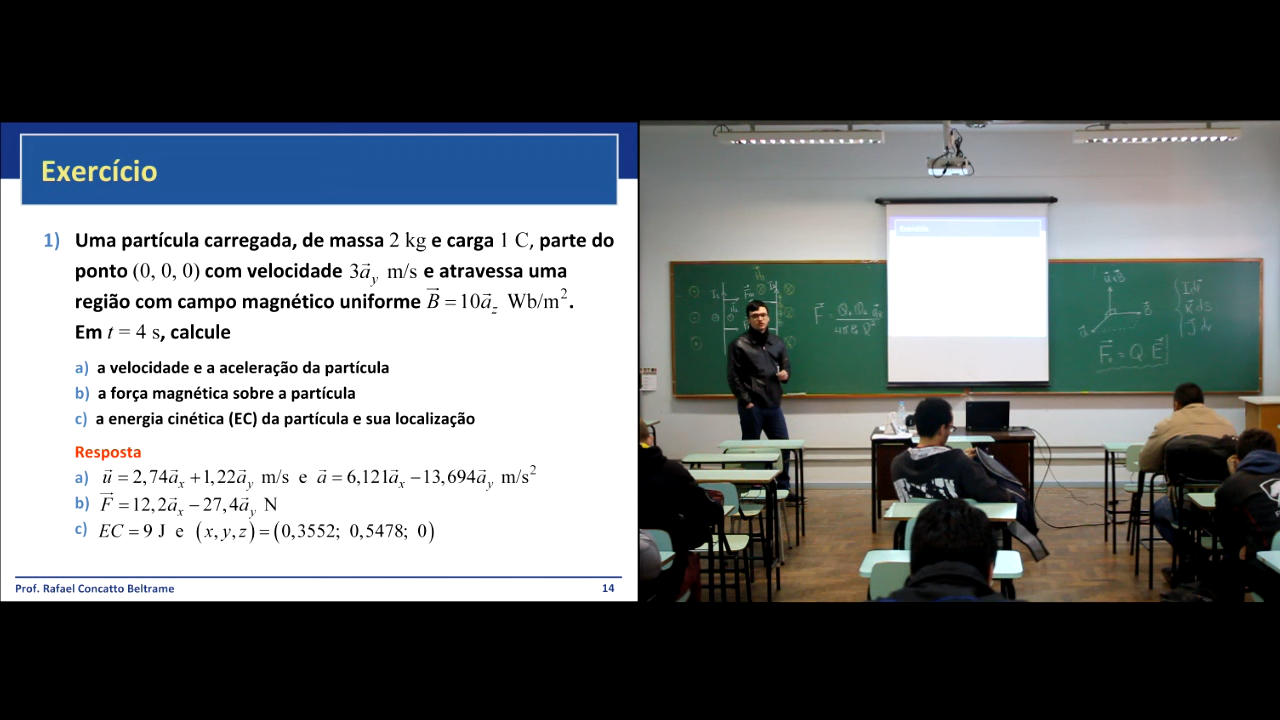 Exercício
1) Uma partícula carregada, de massa 2 kg e carga 1 C, parte do
ponto (0, 0, 0) com velocidade 3a⃗y m/s e atravessa uma
região com campo magnético uniforme B⃗ = 10a⃗z Wb/m².
Em t = 4 s, calcule
a) a velocidade e a aceleração da partícula
b) a força magnética sobre a partícula
c) a energia cinética (EC) da partícula e sua localização
Resposta
a) u⃗ = 2,74a⃗x + 1,22a⃗y m/s e a⃗ = 6,121a⃗x − 13,694a⃗y m/s²
b) F⃗ = 12,2a⃗x − 27,4a⃗y N
c) EC = 9 J e (x, y, z) = (0,3552; 0,5478; 0)
Prof. Rafael Concatto Beltrame 14
Exercício
F⃗ₑ = Q E⃗